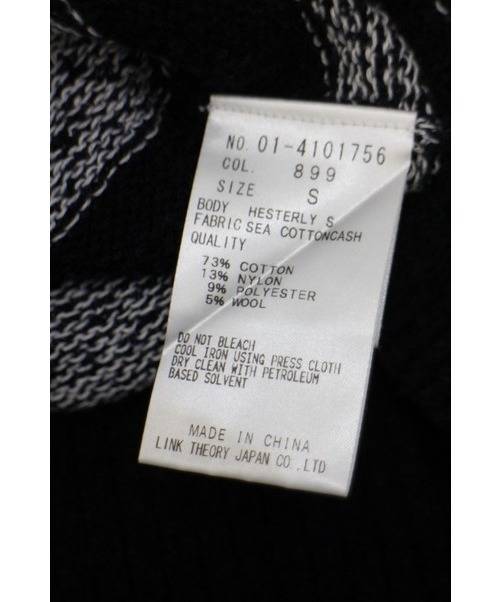 NO. 01-4101756
COL. 899
SIZE S
BODY HESTERLY S
FABRIC SEA COTTONCASH
QUALITY
73% COTTON
13% NYLON
9% POLYESTER
5% WOOL
DO NOT BLEACH
COOL IRON USING PRESS CLOTH
DRY CLEAN WITH PETROLEUM
BASED SOLVENT
MADE IN CHINA
LINK THEORY JAPAN CO.,LTD